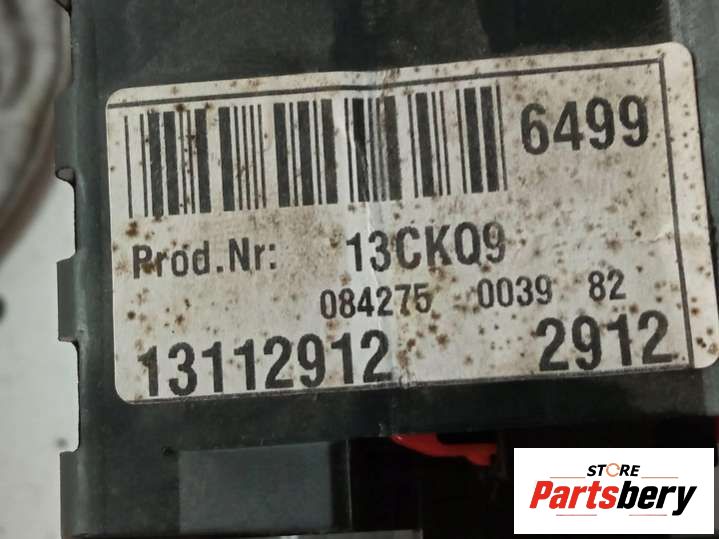 6499
Prod.Nr: 13CKQ9
084275 0039 82
13112912 2912
STORE
Partsbery